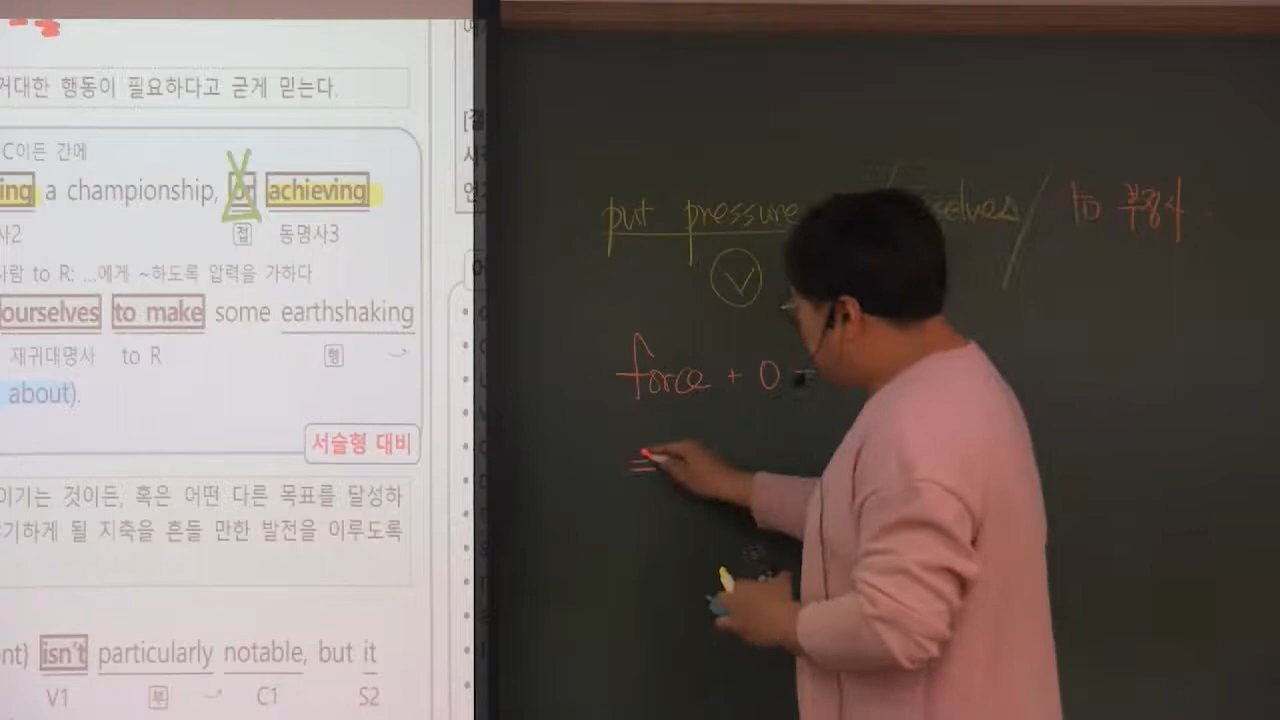 거대한 행동이 필요하다고 굳게 믿는다.
C이든 간에
ing a championship, or achieving
사2 접 동명사3
사람 to R: ...에게 ~하도록 압력을 가하다
ourselves to make some earthshaking
재귀대명사 to R 형
about).
서술형 대비
이기는 것이든, 혹은 어떤 다른 목표를 달성하
기하게 될 지축을 흔들 만한 발전을 이루도록
nt) isn't particularly notable, but it
V1 부 C1 S2
put pressure selves / to 부정사
V
force + O
=